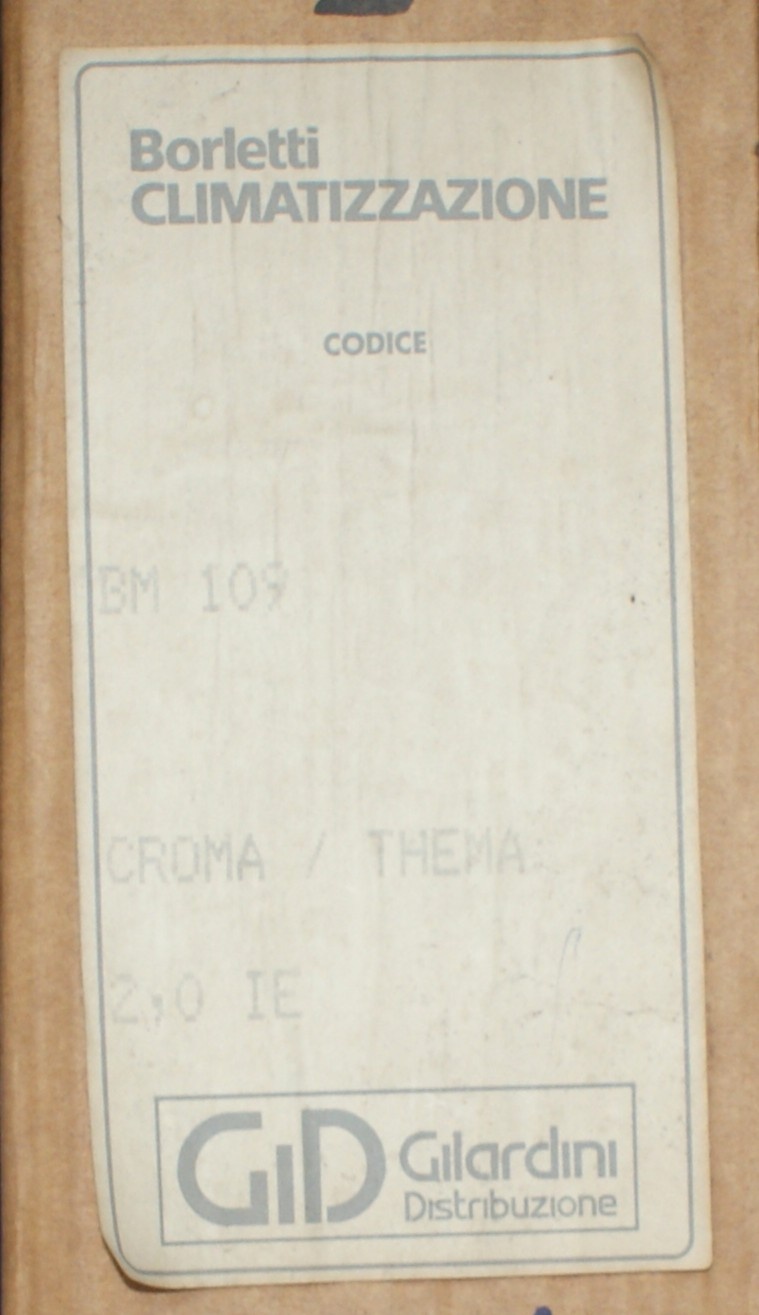 Borletti
CLIMATIZZAZIONE
CODICE
BM 109
CROMA / THEMA
2,0 IE
GID Gilardini
Distribuzione